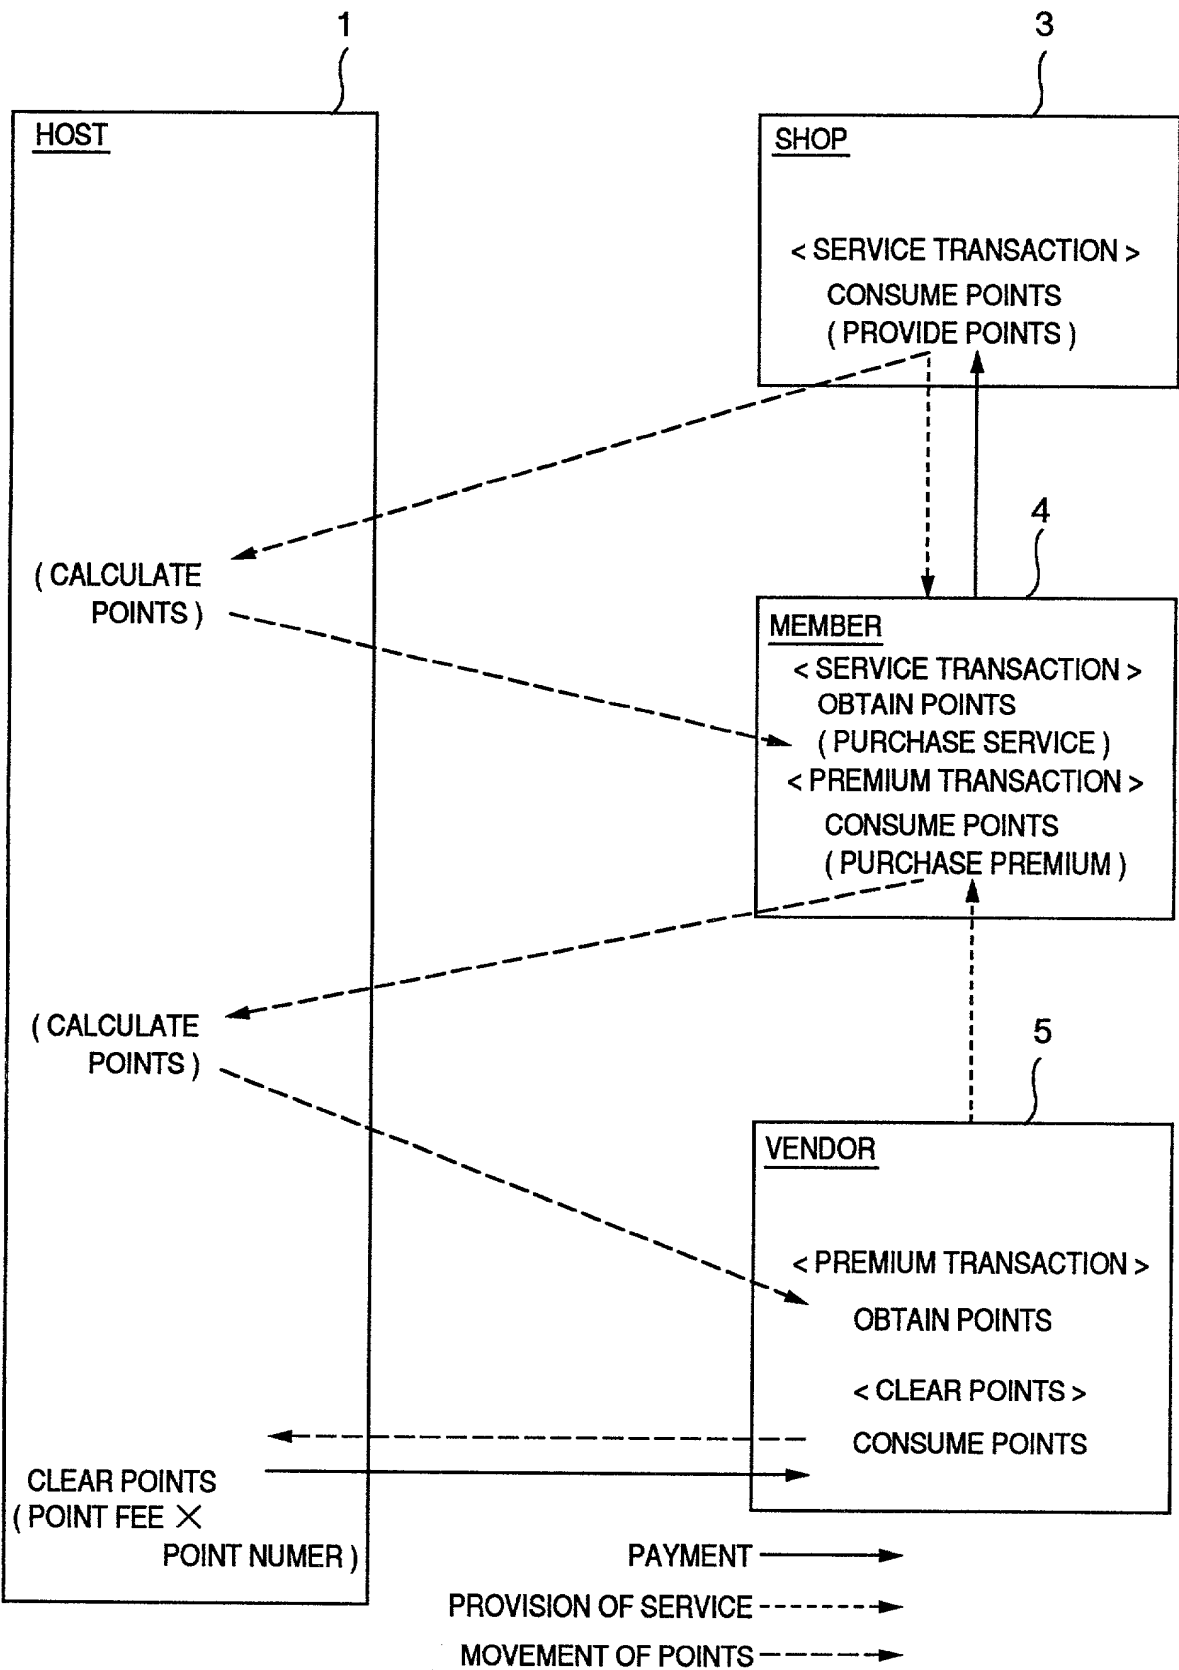 1
3
HOST
SHOP
< SERVICE TRANSACTION >
CONSUME POINTS
( PROVIDE POINTS )
4
( CALCULATE
POINTS )
MEMBER
< SERVICE TRANSACTION >
OBTAIN POINTS
( PURCHASE SERVICE )
< PREMIUM TRANSACTION >
CONSUME POINTS
( PURCHASE PREMIUM )
( CALCULATE
POINTS )
5
VENDOR
< PREMIUM TRANSACTION >
OBTAIN POINTS
< CLEAR POINTS >
CONSUME POINTS
CLEAR POINTS
( POINT FEE ×
POINT NUMER )
PAYMENT
PROVISION OF SERVICE
MOVEMENT OF POINTS